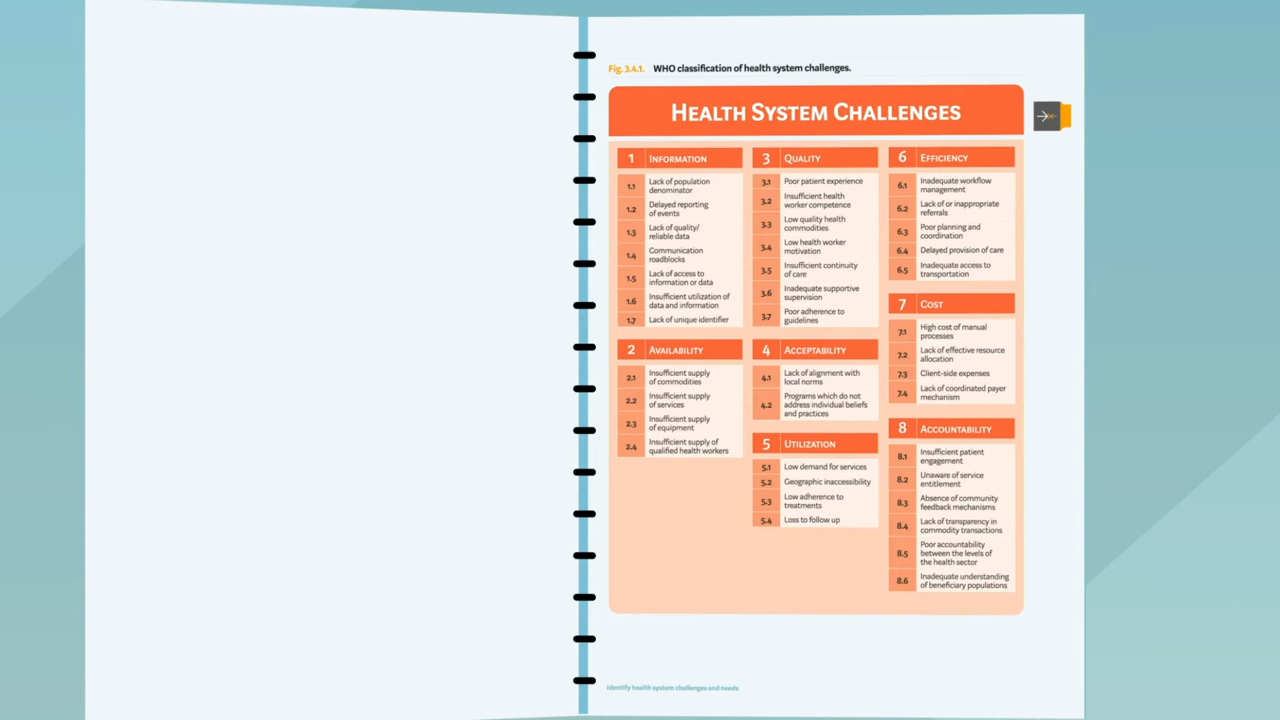 Fig. 3.4.1. WHO classification of health system challenges.
HEALTH SYSTEM CHALLENGES
1 INFORMATION
1.1 Lack of population
denominator
1.2 Delayed reporting
of events
1.3 Lack of quality/
reliable data
1.4 Communication
roadblocks
1.5 Lack of access to
information or data
1.6 Insufficient utilization of
data and information
1.7 Lack of unique identifier
2 AVAILABILITY
2.1 Insufficient supply
of commodities
2.2 Insufficient supply
of services
2.3 Insufficient supply
of equipment
2.4 Insufficient supply of
qualified health workers
3 QUALITY
3.1 Poor patient experience
3.2 Insufficient health
worker competence
3.3 Low quality health
commodities
3.4 Low health worker
motivation
3.5 Insufficient continuity
of care
3.6 Inadequate supportive
supervision
3.7 Poor adherence to
guidelines
4 ACCEPTABILITY
4.1 Lack of alignment with
local norms
4.2 Programs which do not
address individual beliefs
and practices
5 UTILIZATION
5.1 Low demand for services
5.2 Geographic inaccessibility
5.3 Low adherence to
treatments
5.4 Loss to follow up
6 EFFICIENCY
6.1 Inadequate workflow
management
6.2 Lack of or inappropriate
referrals
6.3 Poor planning and
coordination
6.4 Delayed provision of care
6.5 Inadequate access to
transportation
7 COST
7.1 High cost of manual
processes
7.2 Lack of effective resource
allocation
7.3 Client-side expenses
7.4 Lack of coordinated payer
mechanism
8 ACCOUNTABILITY
8.1 Insufficient patient
engagement
8.2 Unaware of service
entitlement
8.3 Absence of community
feedback mechanisms
8.4 Lack of transparency in
commodity transactions
8.5 Poor accountability
between the levels of
the health sector
8.6 Inadequate understanding
of beneficiary populations
Identify health system challenges and needs